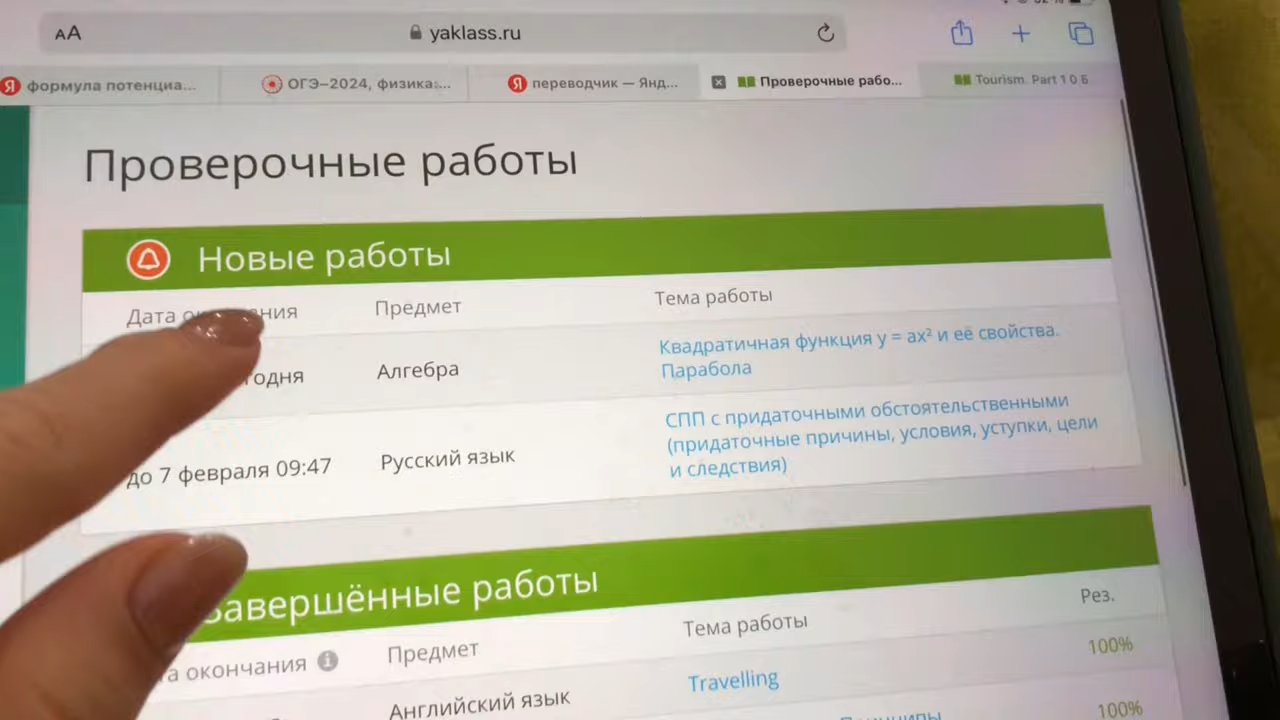 AA yaklass.ru
формула потенциа... ОГЭ–2024, физика:... переводчик — Янд... Проверочные рабо... Tourism. Part 1 0 Б
Проверочные работы
Новые работы
Дата Предмет Тема работы
Алгебра Квадратичная функция y = ax² и её свойства.
Парабола
до 7 февраля 09:47 Русский язык СПП с придаточными обстоятельственными
(придаточные причины, условия, уступки, цели
и следствия)
Завершённые работы
окончания Предмет Тема работы Рез.
Английский язык Travelling 100%
100%